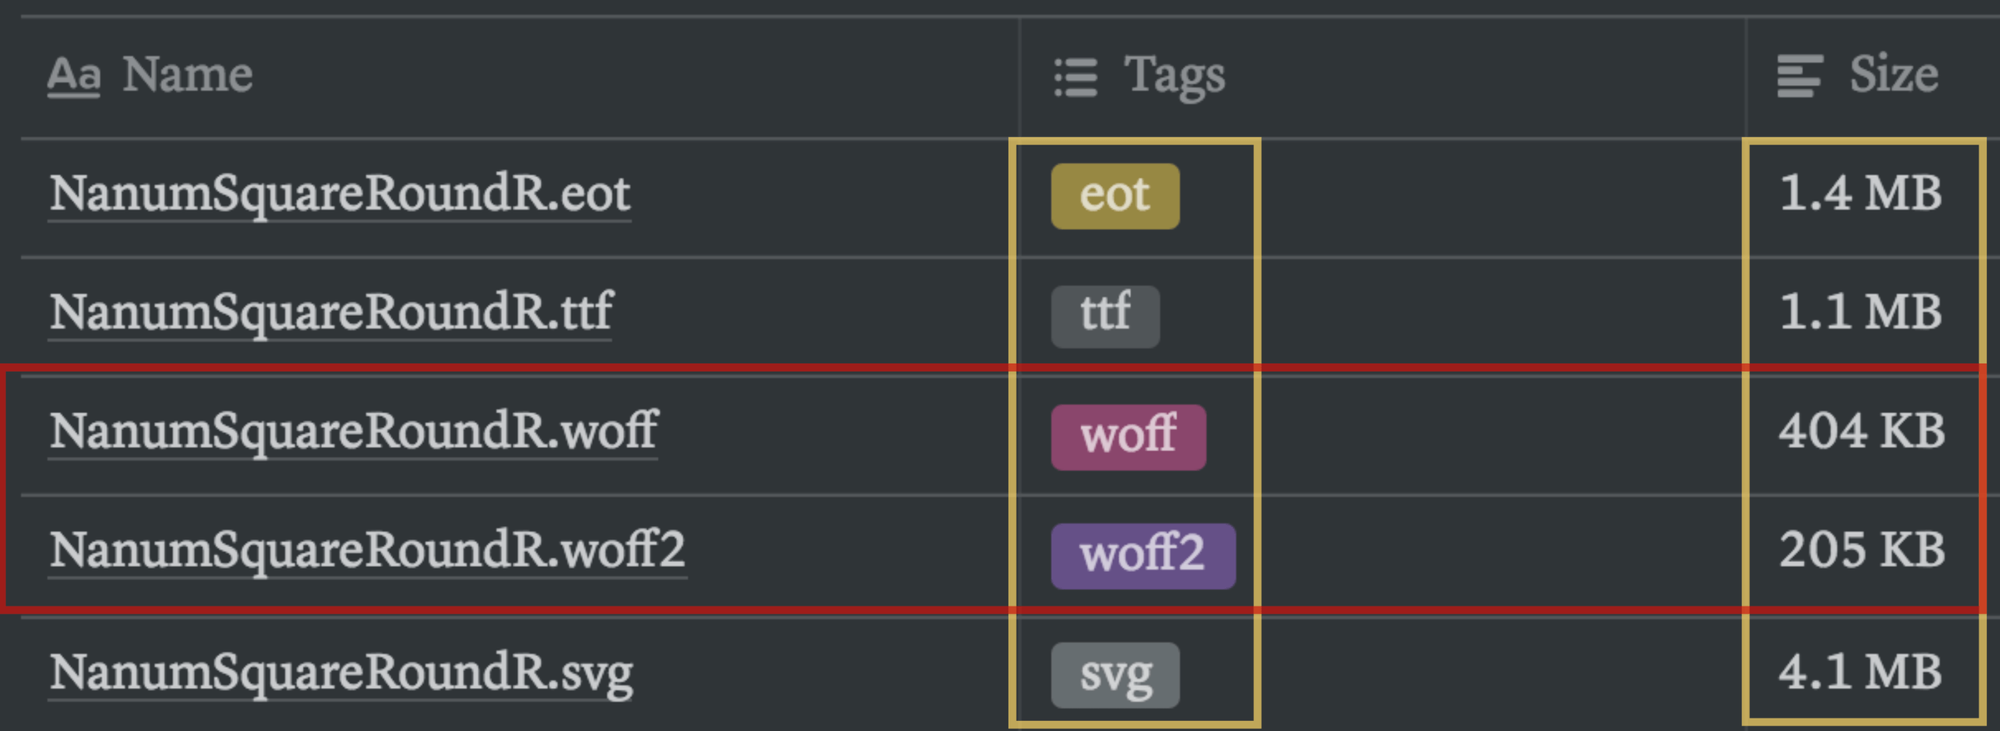 Aa Name Tags Size
NanumSquareRoundR.eot eot 1.4 MB
NanumSquareRoundR.ttf ttf 1.1 MB
NanumSquareRoundR.woff woff 404 KB
NanumSquareRoundR.woff2 woff2 205 KB
NanumSquareRoundR.svg svg 4.1 MB